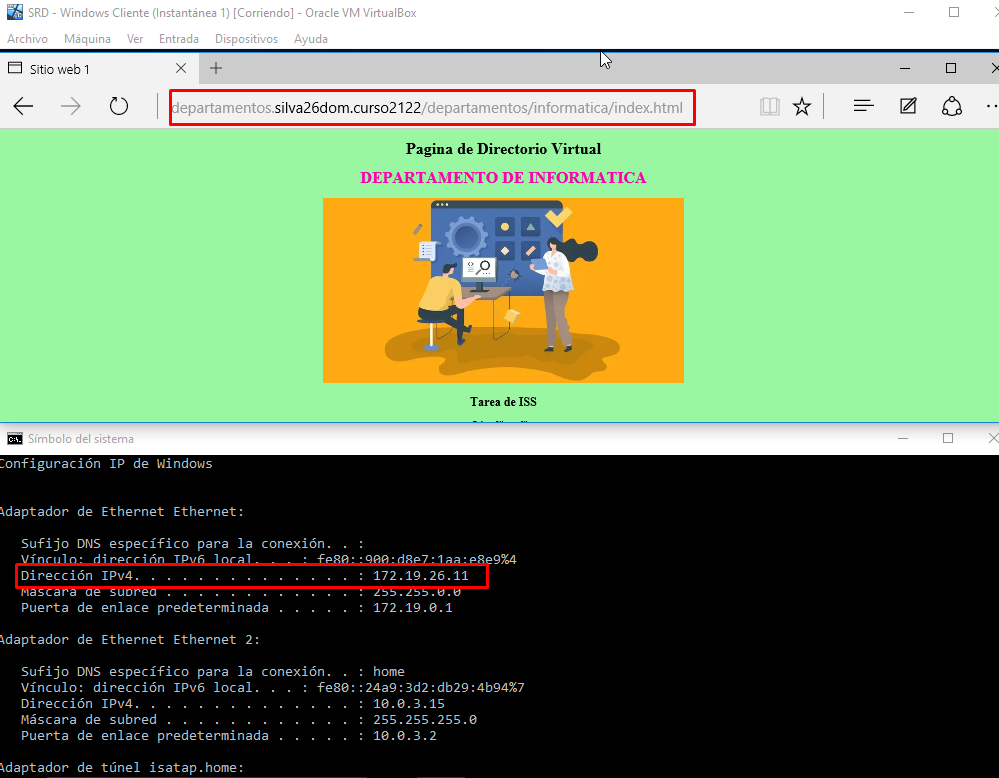 SRD - Windows Cliente (Instantánea 1) [Corriendo] - Oracle VM VirtualBox
Archivo Máquina Ver Entrada Dispositivos Ayuda
Sitio web 1
departamentos.silva26dom.curso2122/departamentos/informatica/index.html
Pagina de Directorio Virtual
DEPARTAMENTO DE INFORMATICA
Tarea de ISS
Símbolo del sistema
Configuración IP de Windows
Adaptador de Ethernet Ethernet:
Sufijo DNS específico para la conexión. . :
Vínculo: dirección IPv6 local. . . : fe80::900:d8e7:1aa:e8e9%4
Dirección IPv4. . . . . . . . . . . . . . : 172.19.26.11
Máscara de subred . . . . . . . . . . . . : 255.255.0.0
Puerta de enlace predeterminada . . . . . : 172.19.0.1
Adaptador de Ethernet Ethernet 2:
Sufijo DNS específico para la conexión. . : home
Vínculo: dirección IPv6 local. . . : fe80::24a9:3d2:db29:4b94%7
Dirección IPv4. . . . . . . . . . . . . . : 10.0.3.15
Máscara de subred . . . . . . . . . . . . : 255.255.255.0
Puerta de enlace predeterminada . . . . . : 10.0.3.2
Adaptador de túnel isatap.home: